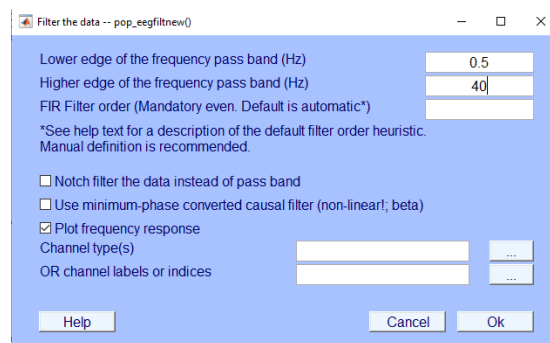 Filter the data -- pop_eegfiltnew()
Lower edge of the frequency pass band (Hz) 0.5
Higher edge of the frequency pass band (Hz) 40
FIR Filter order (Mandatory even. Default is automatic*)
*See help text for a description of the default filter order heuristic.
Manual definition is recommended.
Notch filter the data instead of pass band
Use minimum-phase converted causal filter (non-linear!; beta)
Plot frequency response
Channel type(s) ...
OR channel labels or indices ...
Help Cancel Ok